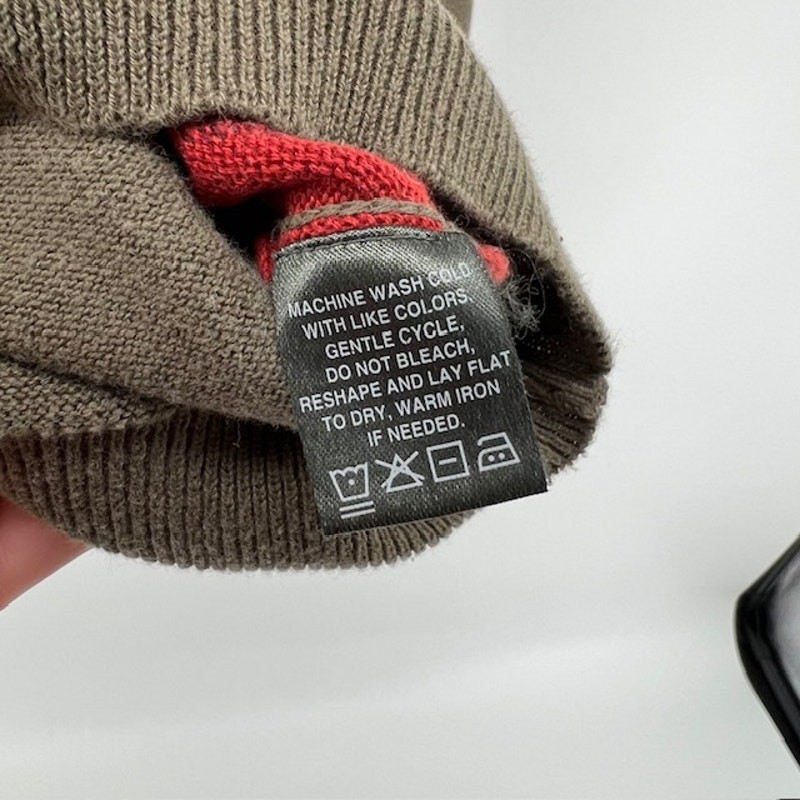 MACHINE WASH COLD
WITH LIKE COLORS,
GENTLE CYCLE,
DO NOT BLEACH,
RESHAPE AND LAY FLAT
TO DRY, WARM IRON
IF NEEDED.